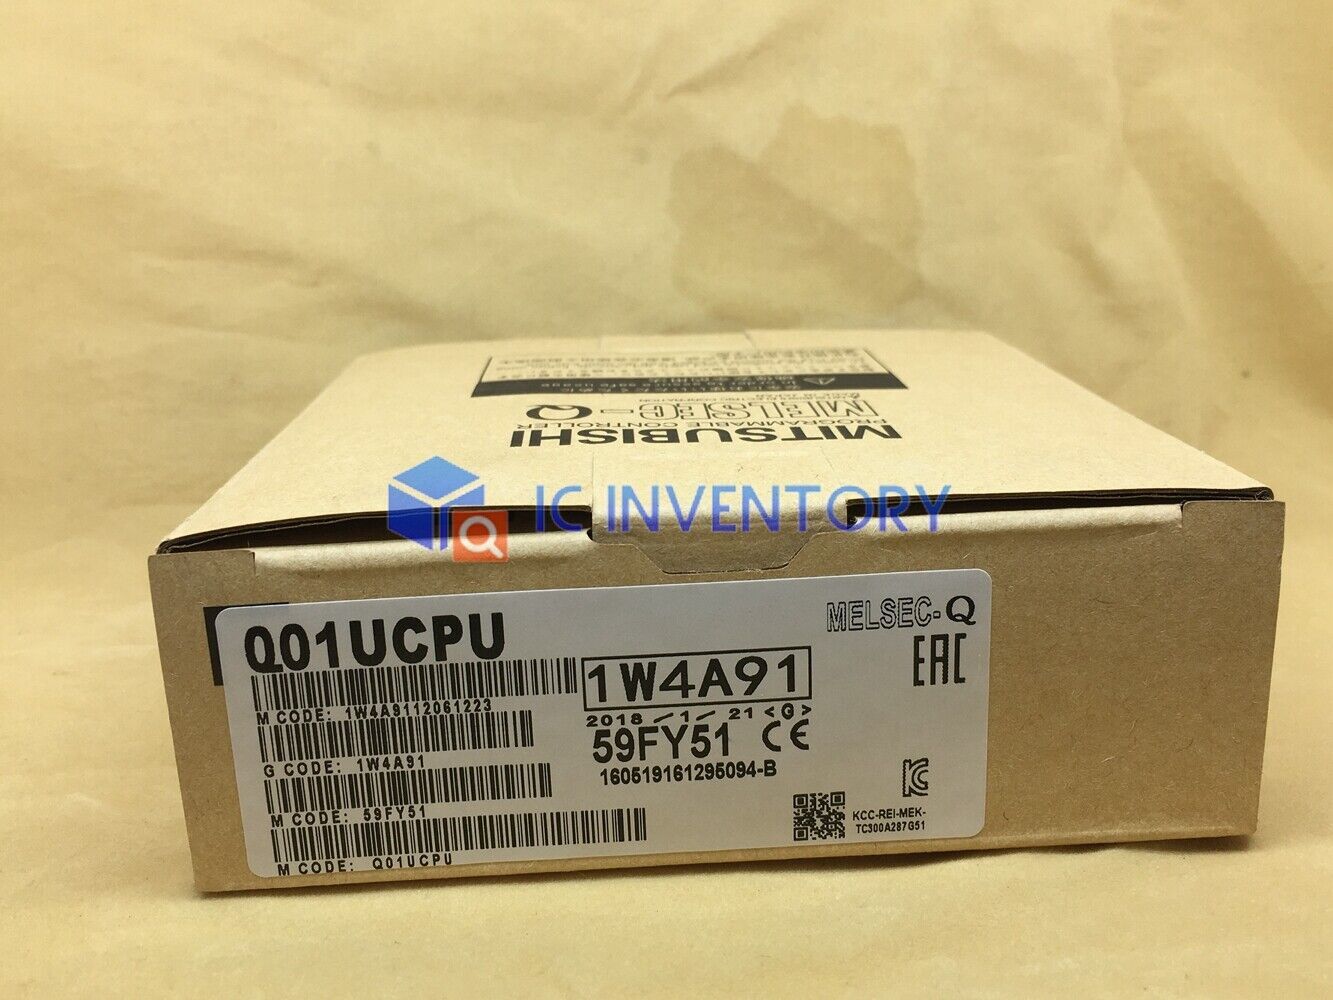 MITSUBISHI
PROGRAMMABLE CONTROLLER
MELSEC-Q
IC INVENTORY
Q01UCPU
M CODE: 1W4A9112061223
G CODE: 1W4A91
M CODE: 59FY51
M CODE: Q01UCPU
1W4A91
2018-1-21<G>
59FY51 CE
160519161295094-B
MELSEC-Q
EAC
KC
KCC-REI-MEK-
TC300A287G51